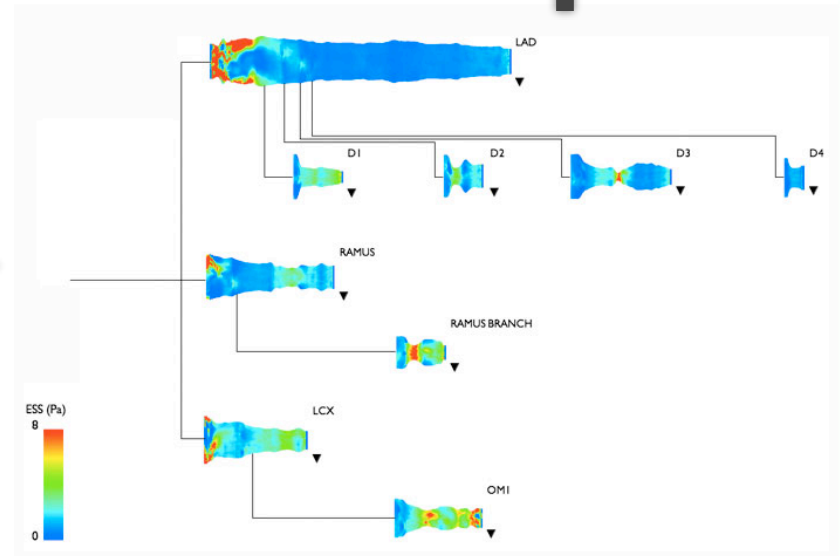 LAD
D1
D2
D3
D4
RAMUS
RAMUS BRANCH
LCX
ESS (Pa)
8
0
OM1